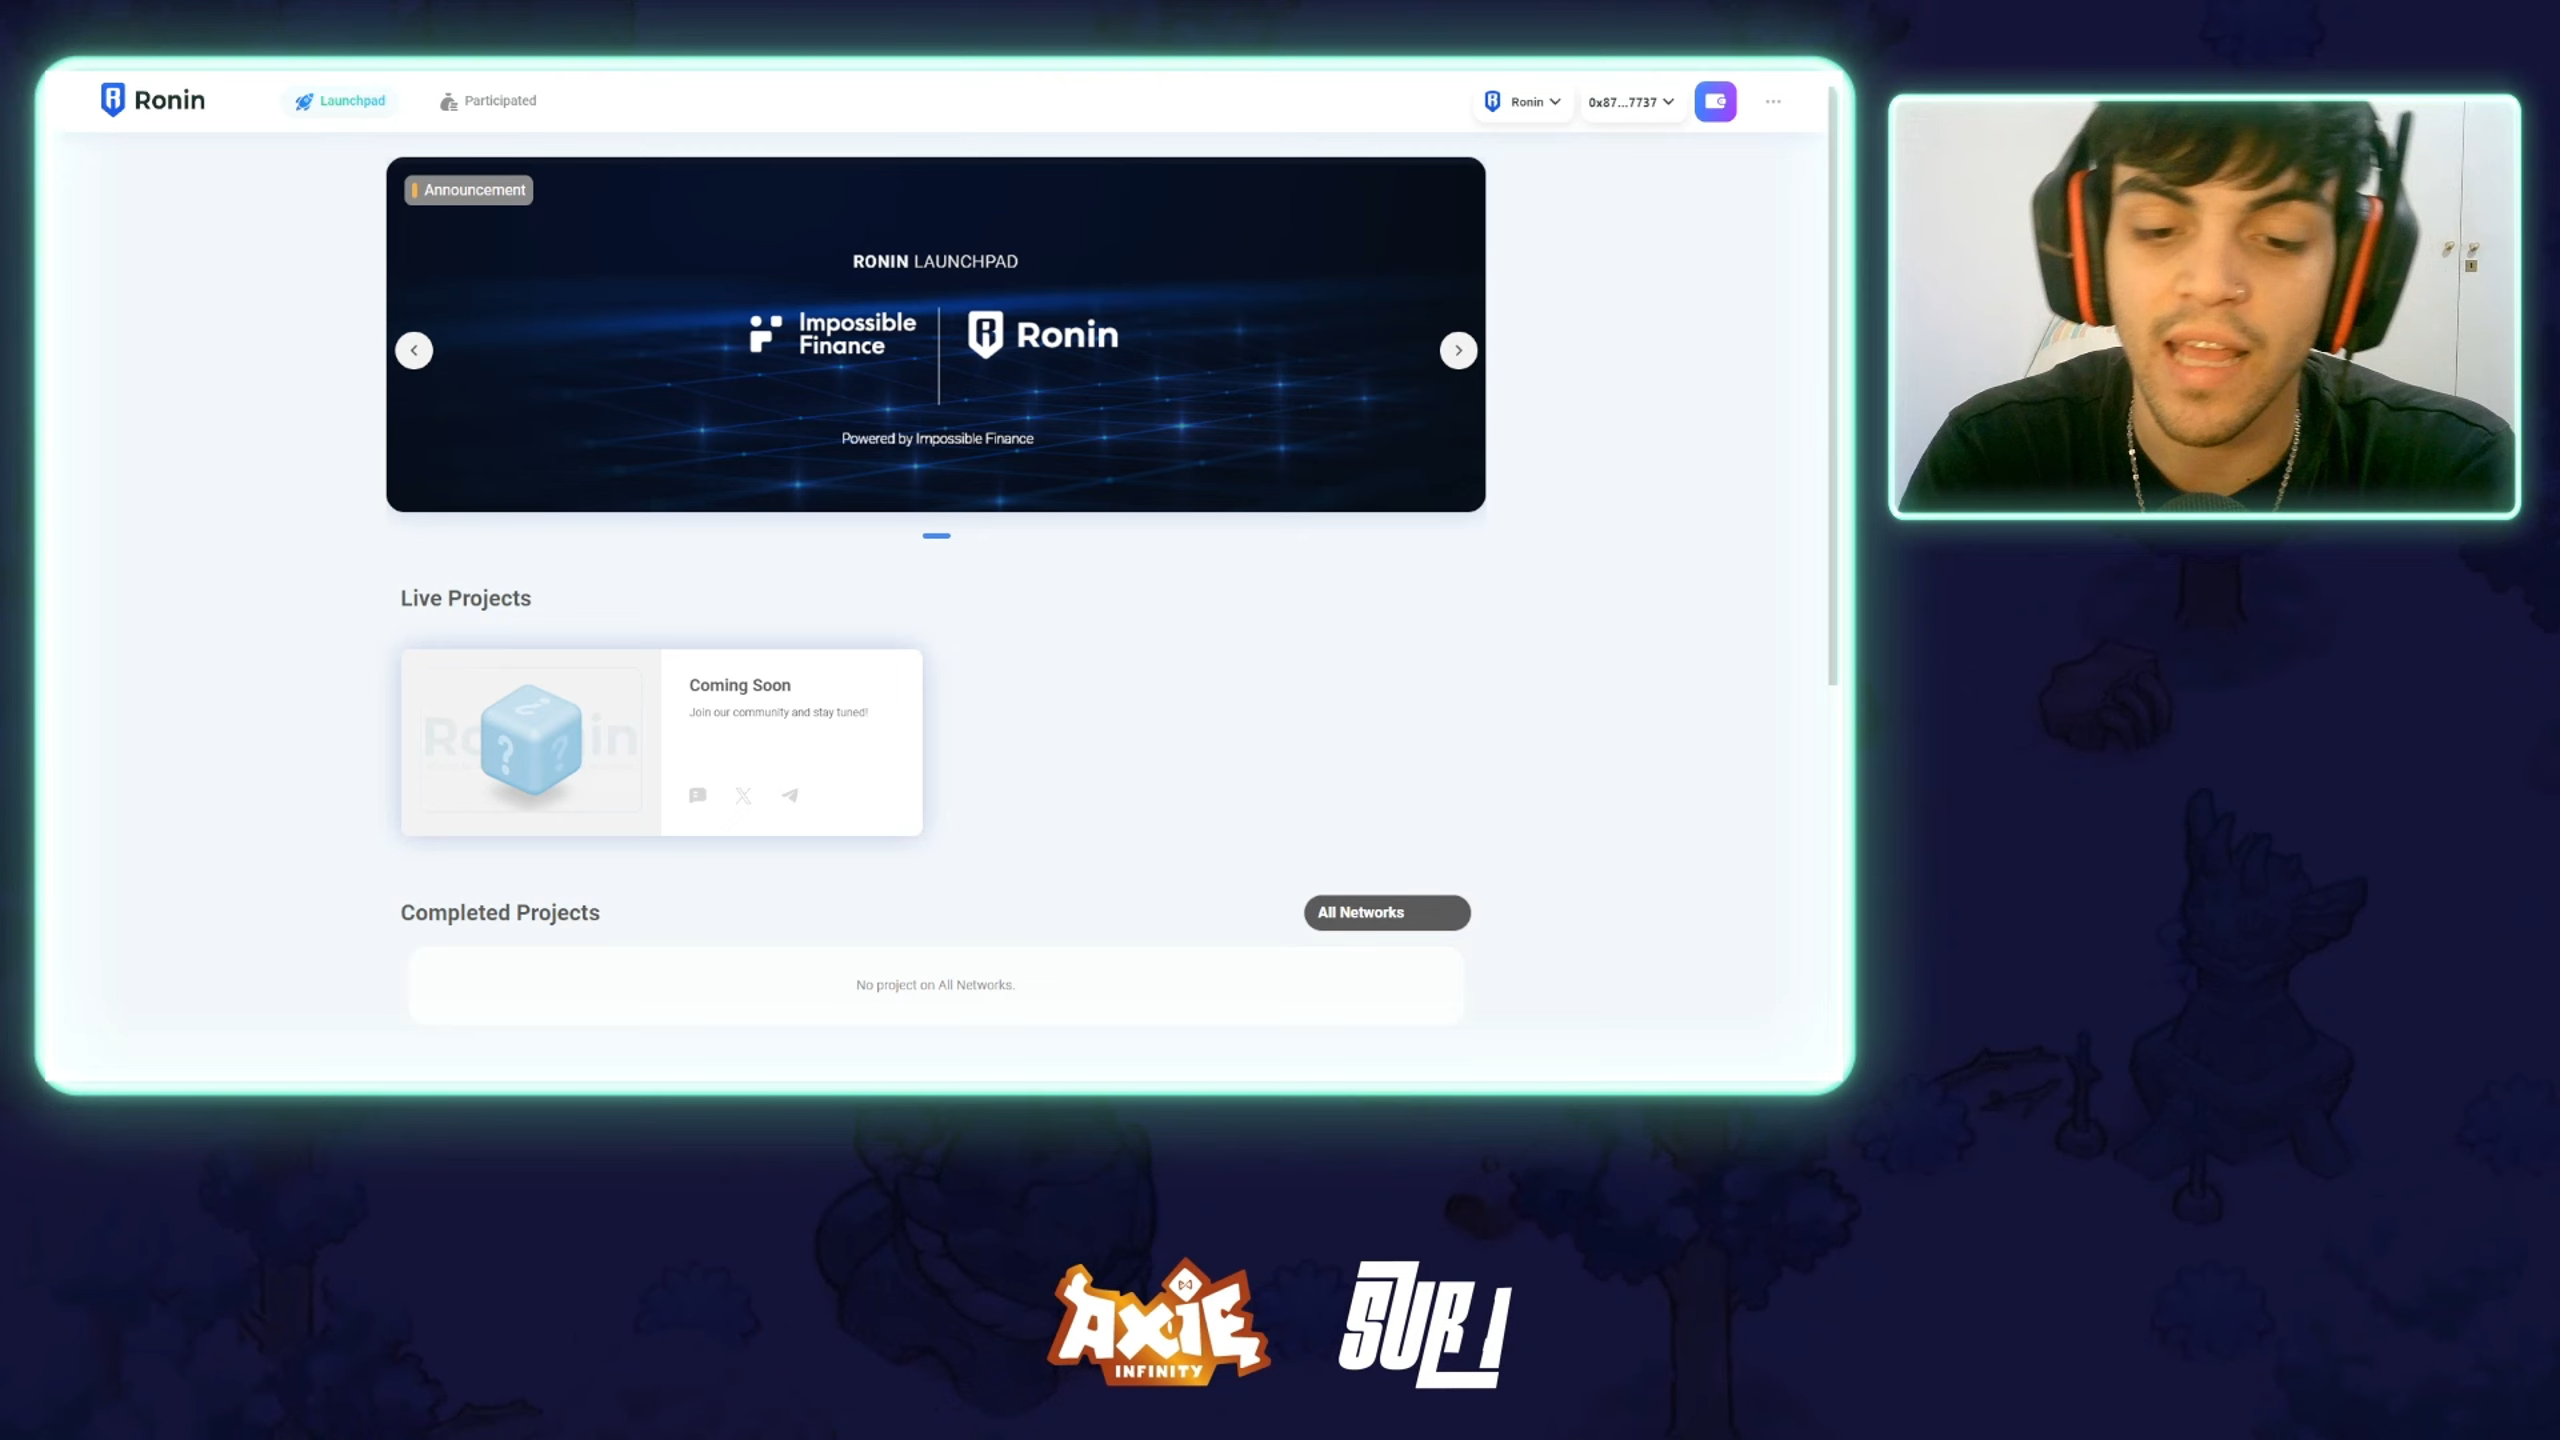 Ronin
Launchpad
Participated
Ronin
0x87...7737
Announcement
RONIN LAUNCHPAD
Impossible
Finance
Ronin
Powered by Impossible Finance
Live Projects
Coming Soon
Join our community and stay tuned!
Completed Projects
All Networks
No project on All Networks.
AXIE
INFINITY